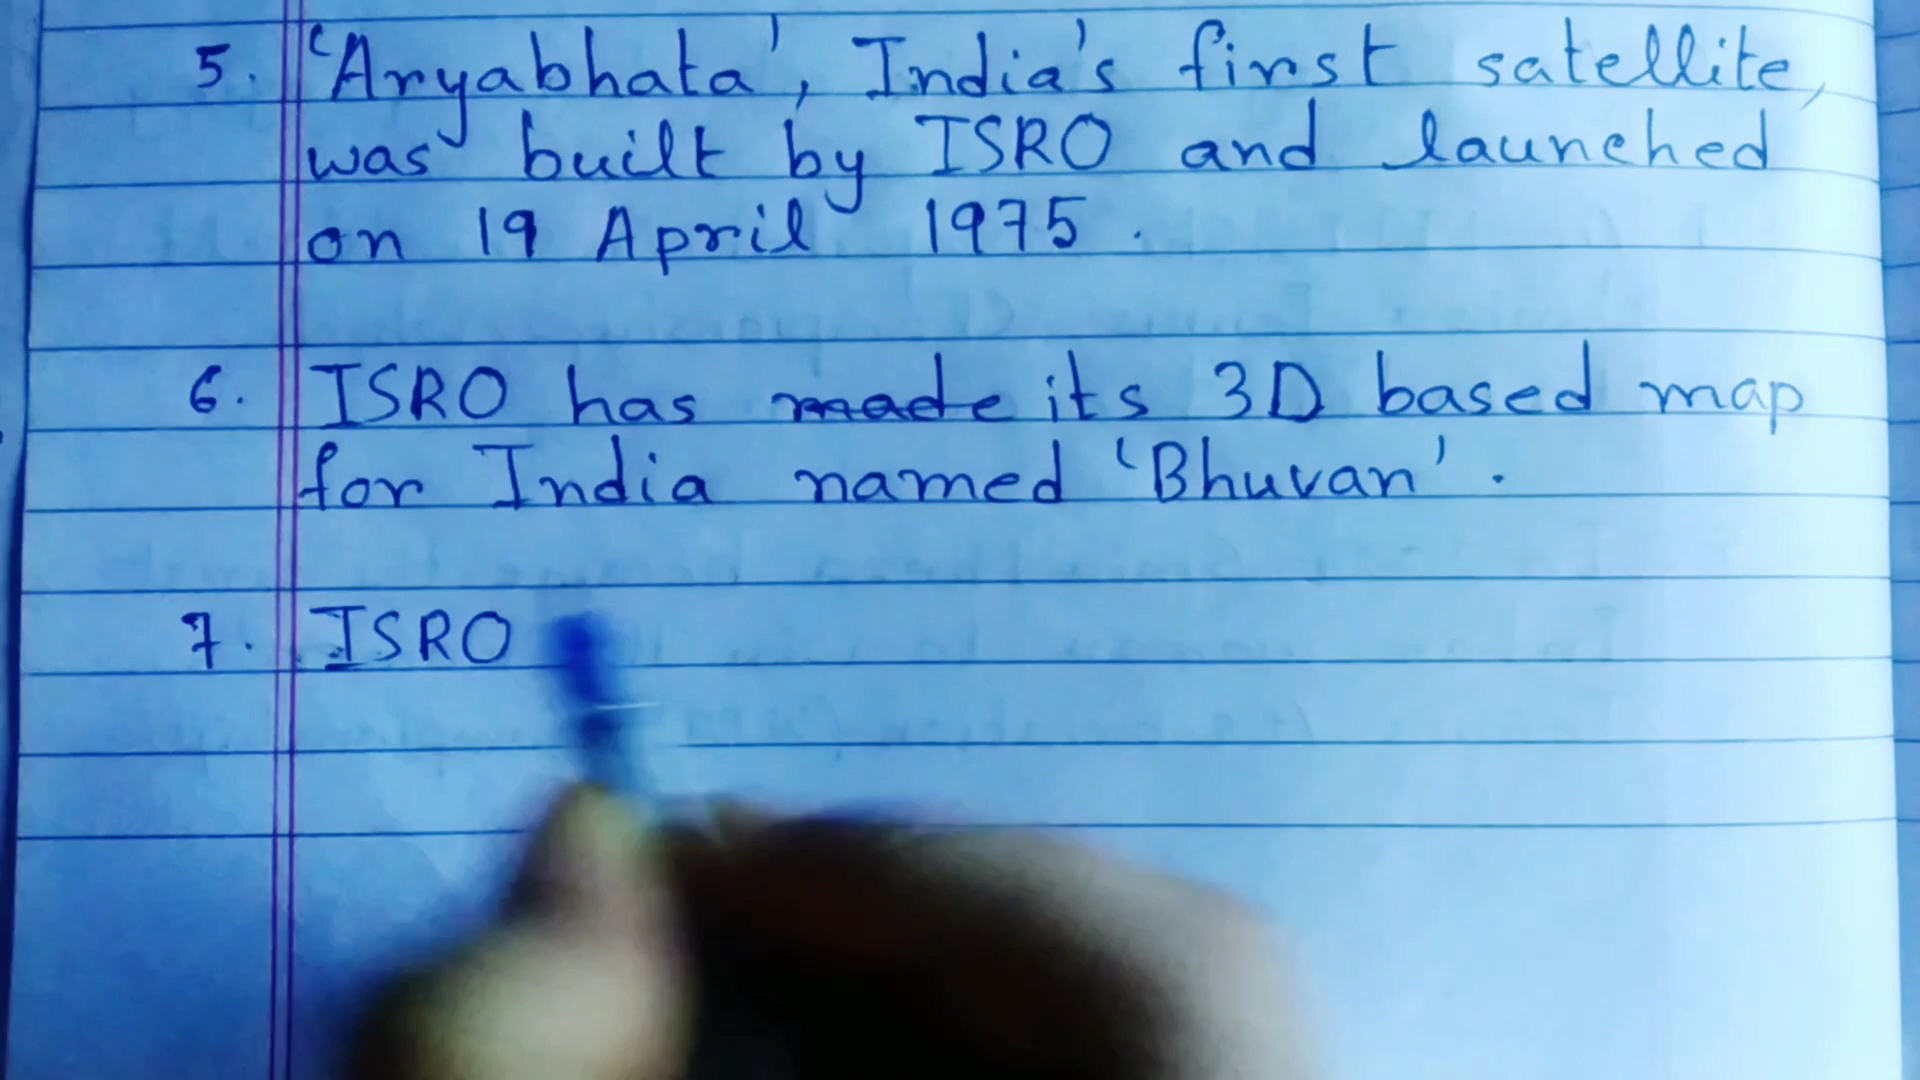 5. 'Aryabhata', India's first satellite,
was built by ISRO and launched
on 19 April 1975.
6. ISRO has made its 3D based map
for India named 'Bhuvan'.
7. ISRO